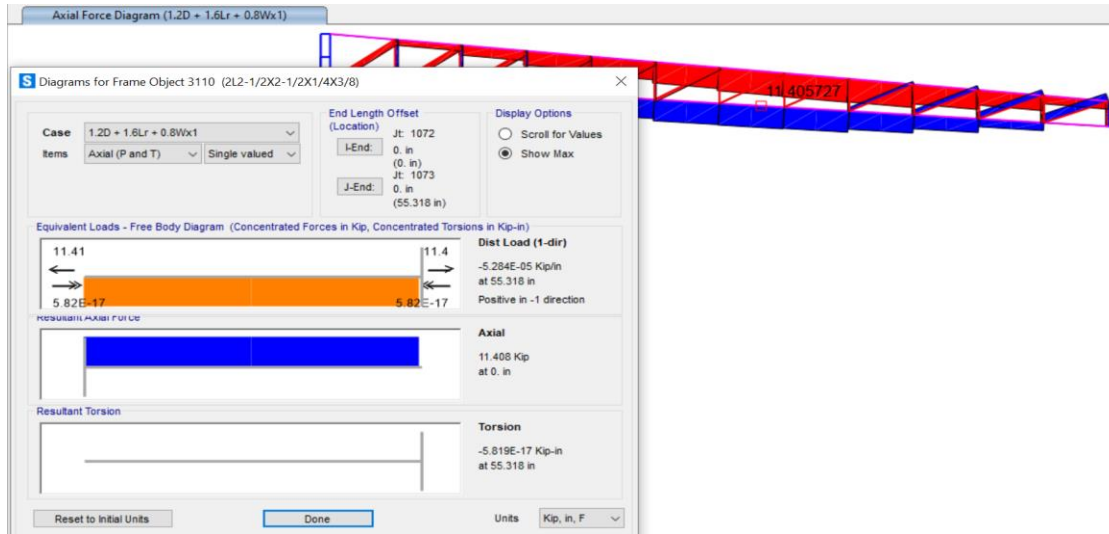 Axial Force Diagram (1.2D + 1.6Lr + 0.8Wx1)
11.405727
S Diagrams for Frame Object 3110 (2L2-1/2X2-1/2X1/4X3/8)
Case 1.2D + 1.6Lr + 0.8Wx1
Items Axial (P and T) Single valued
End Length Offset
(Location)
Jt: 1072
I-End: 0. in
(0. in)
Jt: 1073
J-End: 0. in
(55.318 in)
Display Options
Scroll for Values
Show Max
Equivalent Loads - Free Body Diagram (Concentrated Forces in Kip, Concentrated Torsions in Kip-in)
11.41 11.4
5.82E-17 5.82E-17
Dist Load (1-dir)
-5.284E-05 Kip/in
at 55.318 in
Positive in -1 direction
Resultant Axial Force
Axial
11.408 Kip
at 0. in
Resultant Torsion
Torsion
-5.819E-17 Kip-in
at 55.318 in
Reset to Initial Units Done Units Kip, in, F